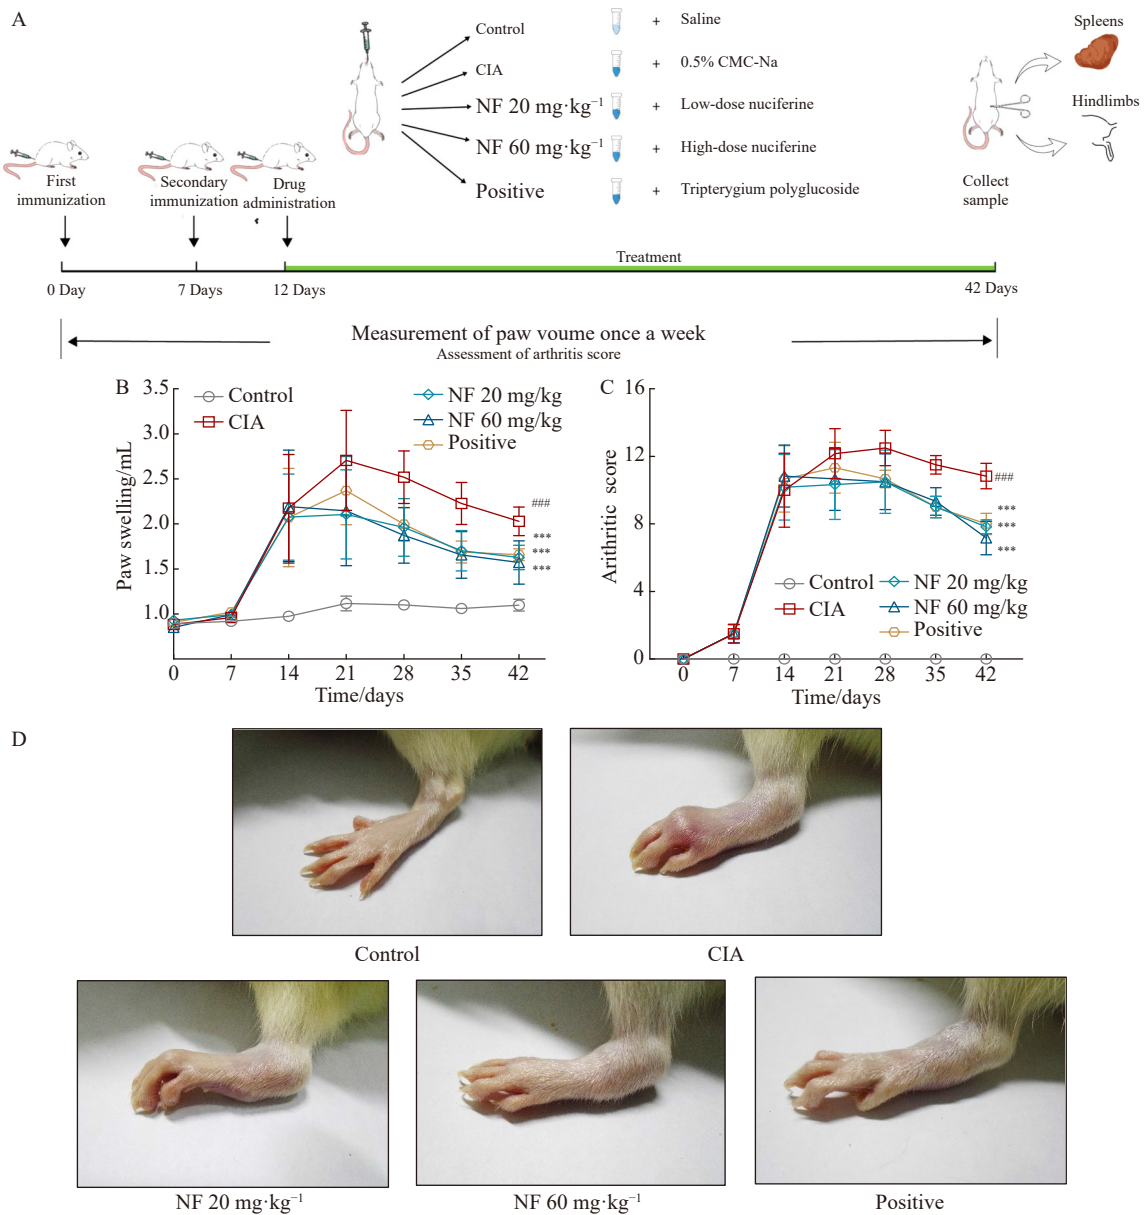 A
Control
CIA
NF 20 mg·kg⁻¹
NF 60 mg·kg⁻¹
Positive
+ Saline
+ 0.5% CMC-Na
+ Low-dose nuciferine
+ High-dose nuciferine
+ Tripterygium polyglucoside
Spleens
Hindlimbs
Collect
sample
First
immunization
Secondary
immunization
Drug
administration
Treatment
0 Day
7 Days
12 Days
42 Days
Measurement of paw voume once a week
Assessment of arthritis score
B
Paw swelling/mL
3.5
3.0
2.5
2.0
1.5
1.0
Control
CIA
NF 20 mg/kg
NF 60 mg/kg
Positive
###
***
***
***
0 7 14 21 28 35 42
Time/days
C
Arithritic score
16
12
8
4
0
###
***
***
***
Control
CIA
NF 20 mg/kg
NF 60 mg/kg
Positive
0 7 14 21 28 35 42
Time/days
D
Control
CIA
NF 20 mg·kg⁻¹
NF 60 mg·kg⁻¹
Positive